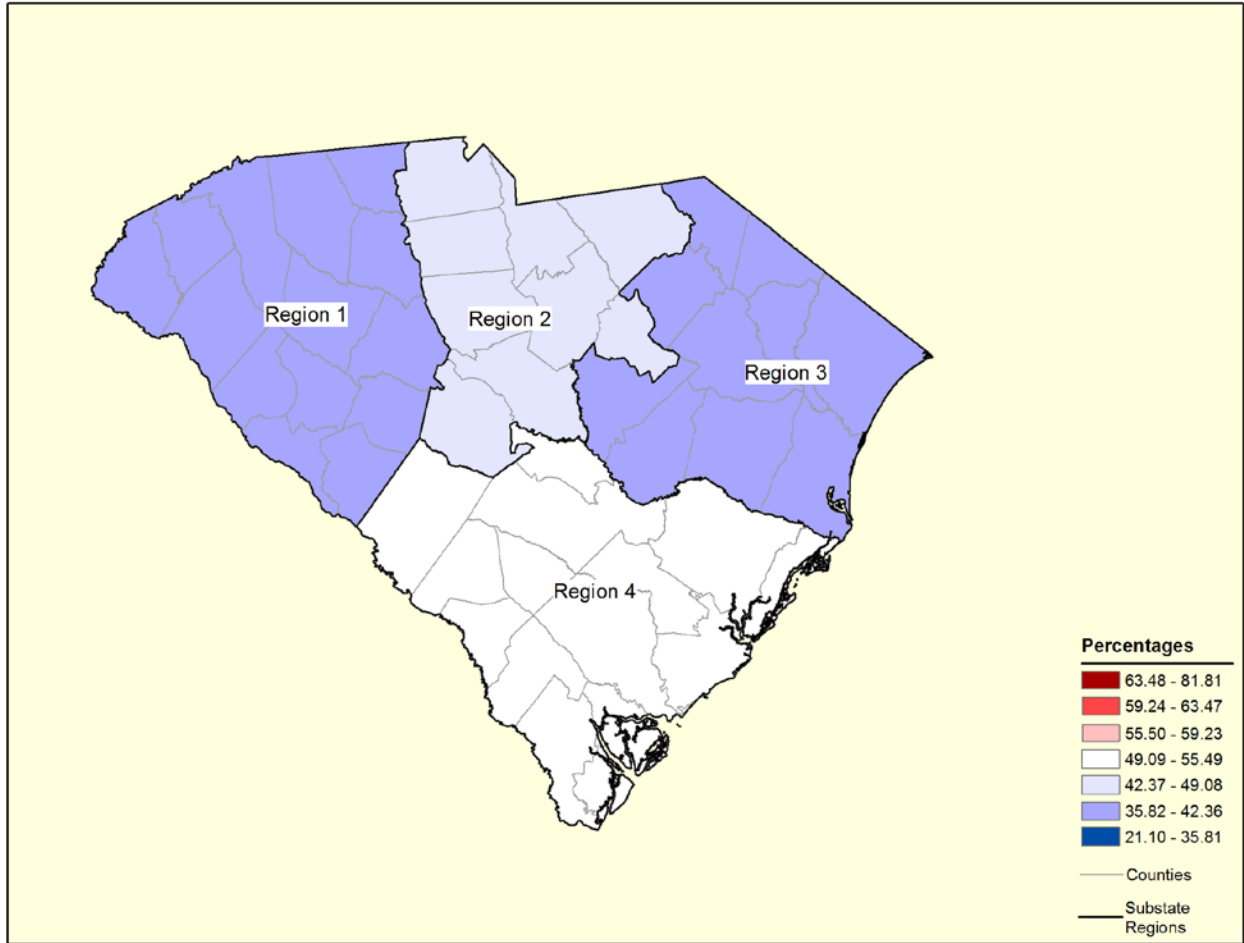 Region 1
Region 2
Region 3
Region 4
Percentages
63.48 - 81.81
59.24 - 63.47
55.50 - 59.23
49.09 - 55.49
42.37 - 49.08
35.82 - 42.36
21.10 - 35.81
Counties
Substate
Regions